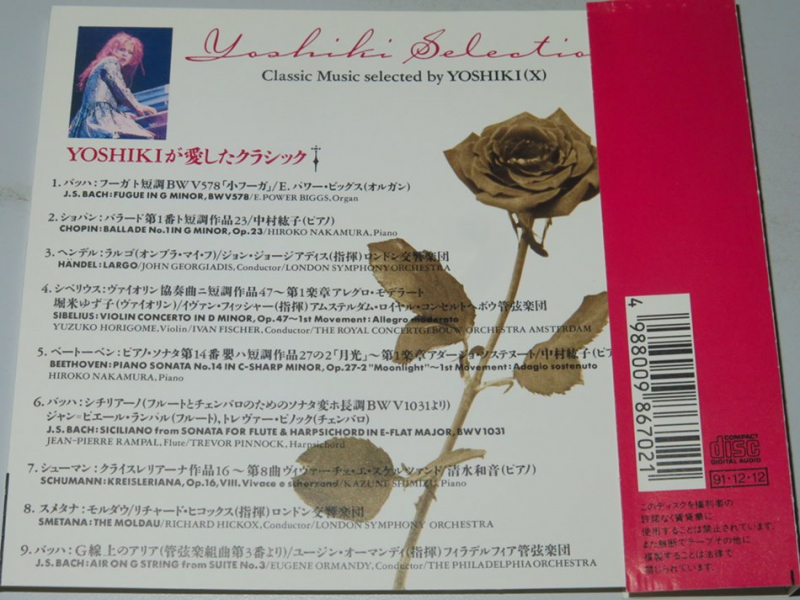 Yoshiki Selectio
Classic Music selected by YOSHIKI(X)
YOSHIKIが愛したクラシック
1. バッハ:フーガト短調BWV578「小フーガ」/E. パワー・ビッグス(オルガン)
J.S. BACH: FUGUE IN G MINOR, BWV578/E. POWER BIGGS, Organ
2. ショパン:バラード第1番ト短調作品23/中村紘子(ピアノ)
CHOPIN: BALLADE No.1 IN G MINOR, Op.23/HIROKO NAKAMURA, Piano
3. ヘンデル:ラルゴ(オンブラ・マイ・フ)/ジョン・ジョージアディス(指揮)ロンドン交響楽団
HANDEL: LARGO/JOHN GEORGIADIS, Conductor/LONDON SYMPHONY ORCHESTRA
4. シベリウス:ヴァイオリン協奏曲ニ短調作品47〜第1楽章アレグロ・モデラート
堀米ゆず子(ヴァイオリン)/イヴァン・フィッシャー(指揮)アムステルダム・ロイヤル・コンセルトヘボウ管弦楽団
SIBELIUS: VIOLIN CONCERTO IN D MINOR, Op.47〜1st Movement: Allegro moderato
YUZUKO HORIGOME, Violin/IVAN FISCHER, Conductor/THE ROYAL CONCERTGEBOUW ORCHESTRA AMSTERDAM
5. ベートーベン:ピアノ・ソナタ第14番嬰ハ短調作品27の2「月光」〜第1楽章アダージョ・ソステヌート/中村紘子(ピア
BEETHOVEN: PIANO SONATA No.14 IN C-SHARP MINOR, Op.27-2 "Moonlight"〜1st Movement: Adagio sostenuto
HIROKO NAKAMURA, Piano
6. バッハ:シチリアーノ(フルートとチェンバロのためのソナタ変ホ長調BWV1031より)
ジャン=ピエール・ランパル(フルート), トレヴァー・ピノック(チェンバロ)
J.S. BACH: SICILIANO from SONATA FOR FLUTE & HARPSICHORD IN E-FLAT MAJOR, BWV1031
JEAN-PIERRE RAMPAL, Flute/TREVOR PINNOCK, Harpsichord
7. シューマン:クライスレリアーナ作品16〜第8曲ヴィヴァーチェ・エ・スケルツァンド/清水和音(ピアノ)
SCHUMANN: KREISLERIANA, Op.16, VIII. Vivace e scherzando/KAZUNE SHIMIZU, Piano
8. スメタナ:モルダウ/リチャード・ヒコックス(指揮)ロンドン交響楽団
SMETANA: THE MOLDAU/RICHARD HICKOX, Conductor/LONDON SYMPHONY ORCHESTRA
9. バッハ:G線上のアリア(管弦楽組曲第3番より)/ユージン・オーマンディ(指揮)フィラデルフィア管弦楽団
J.S. BACH: AIR ON G STRING from SUITE No.3/EUGENE ORMANDY, Conductor/THE PHILADELPHIA ORCHESTRA
4 988009 867021
COMPACT
disc
DIGITAL AUDIO
91・12・12
このディスクを権利者の
許諾なく賃貸業に
使用することは禁止されています。
また無断でテープその他に
複製することは法律で
禁じられています。